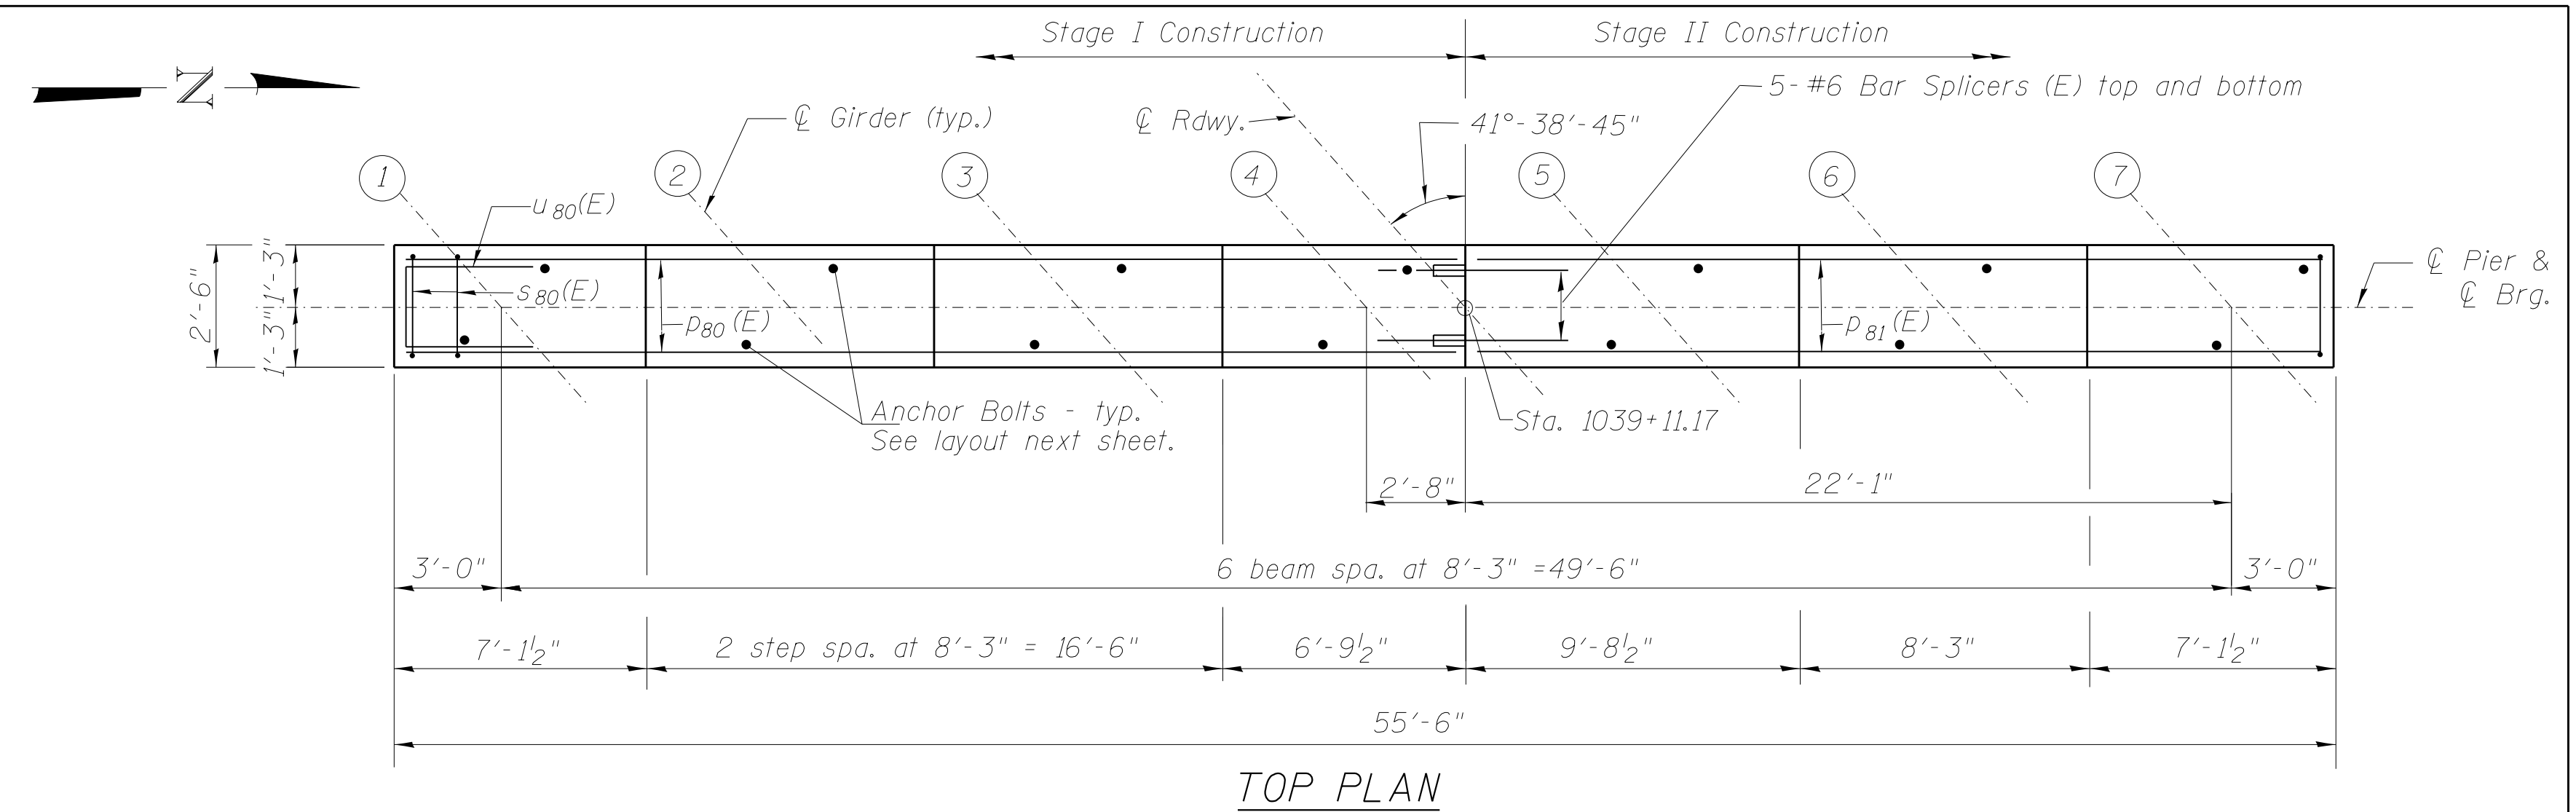 Stage I Construction
Stage II Construction
N
5-#6 Bar Splicers (E) top and bottom
℄ Girder (typ.)
℄ Rdwy.
41°-38'-45"
1
2
3
4
5
6
7
u80(E)
s80(E)
p80(E)
p81(E)
2'-6"
1'-3"
1'-3"
℄ Pier &
℄ Brg.
Anchor Bolts - typ.
See layout next sheet.
Sta. 1039+11.17
2'-8"
22'-1"
3'-0"
6 beam spa. at 8'-3" =49'-6"
3'-0"
7'-1½"
2 step spa. at 8'-3" = 16'-6"
6'-9½"
9'-8½"
8'-3"
7'-1½"
55'-6"
TOP PLAN